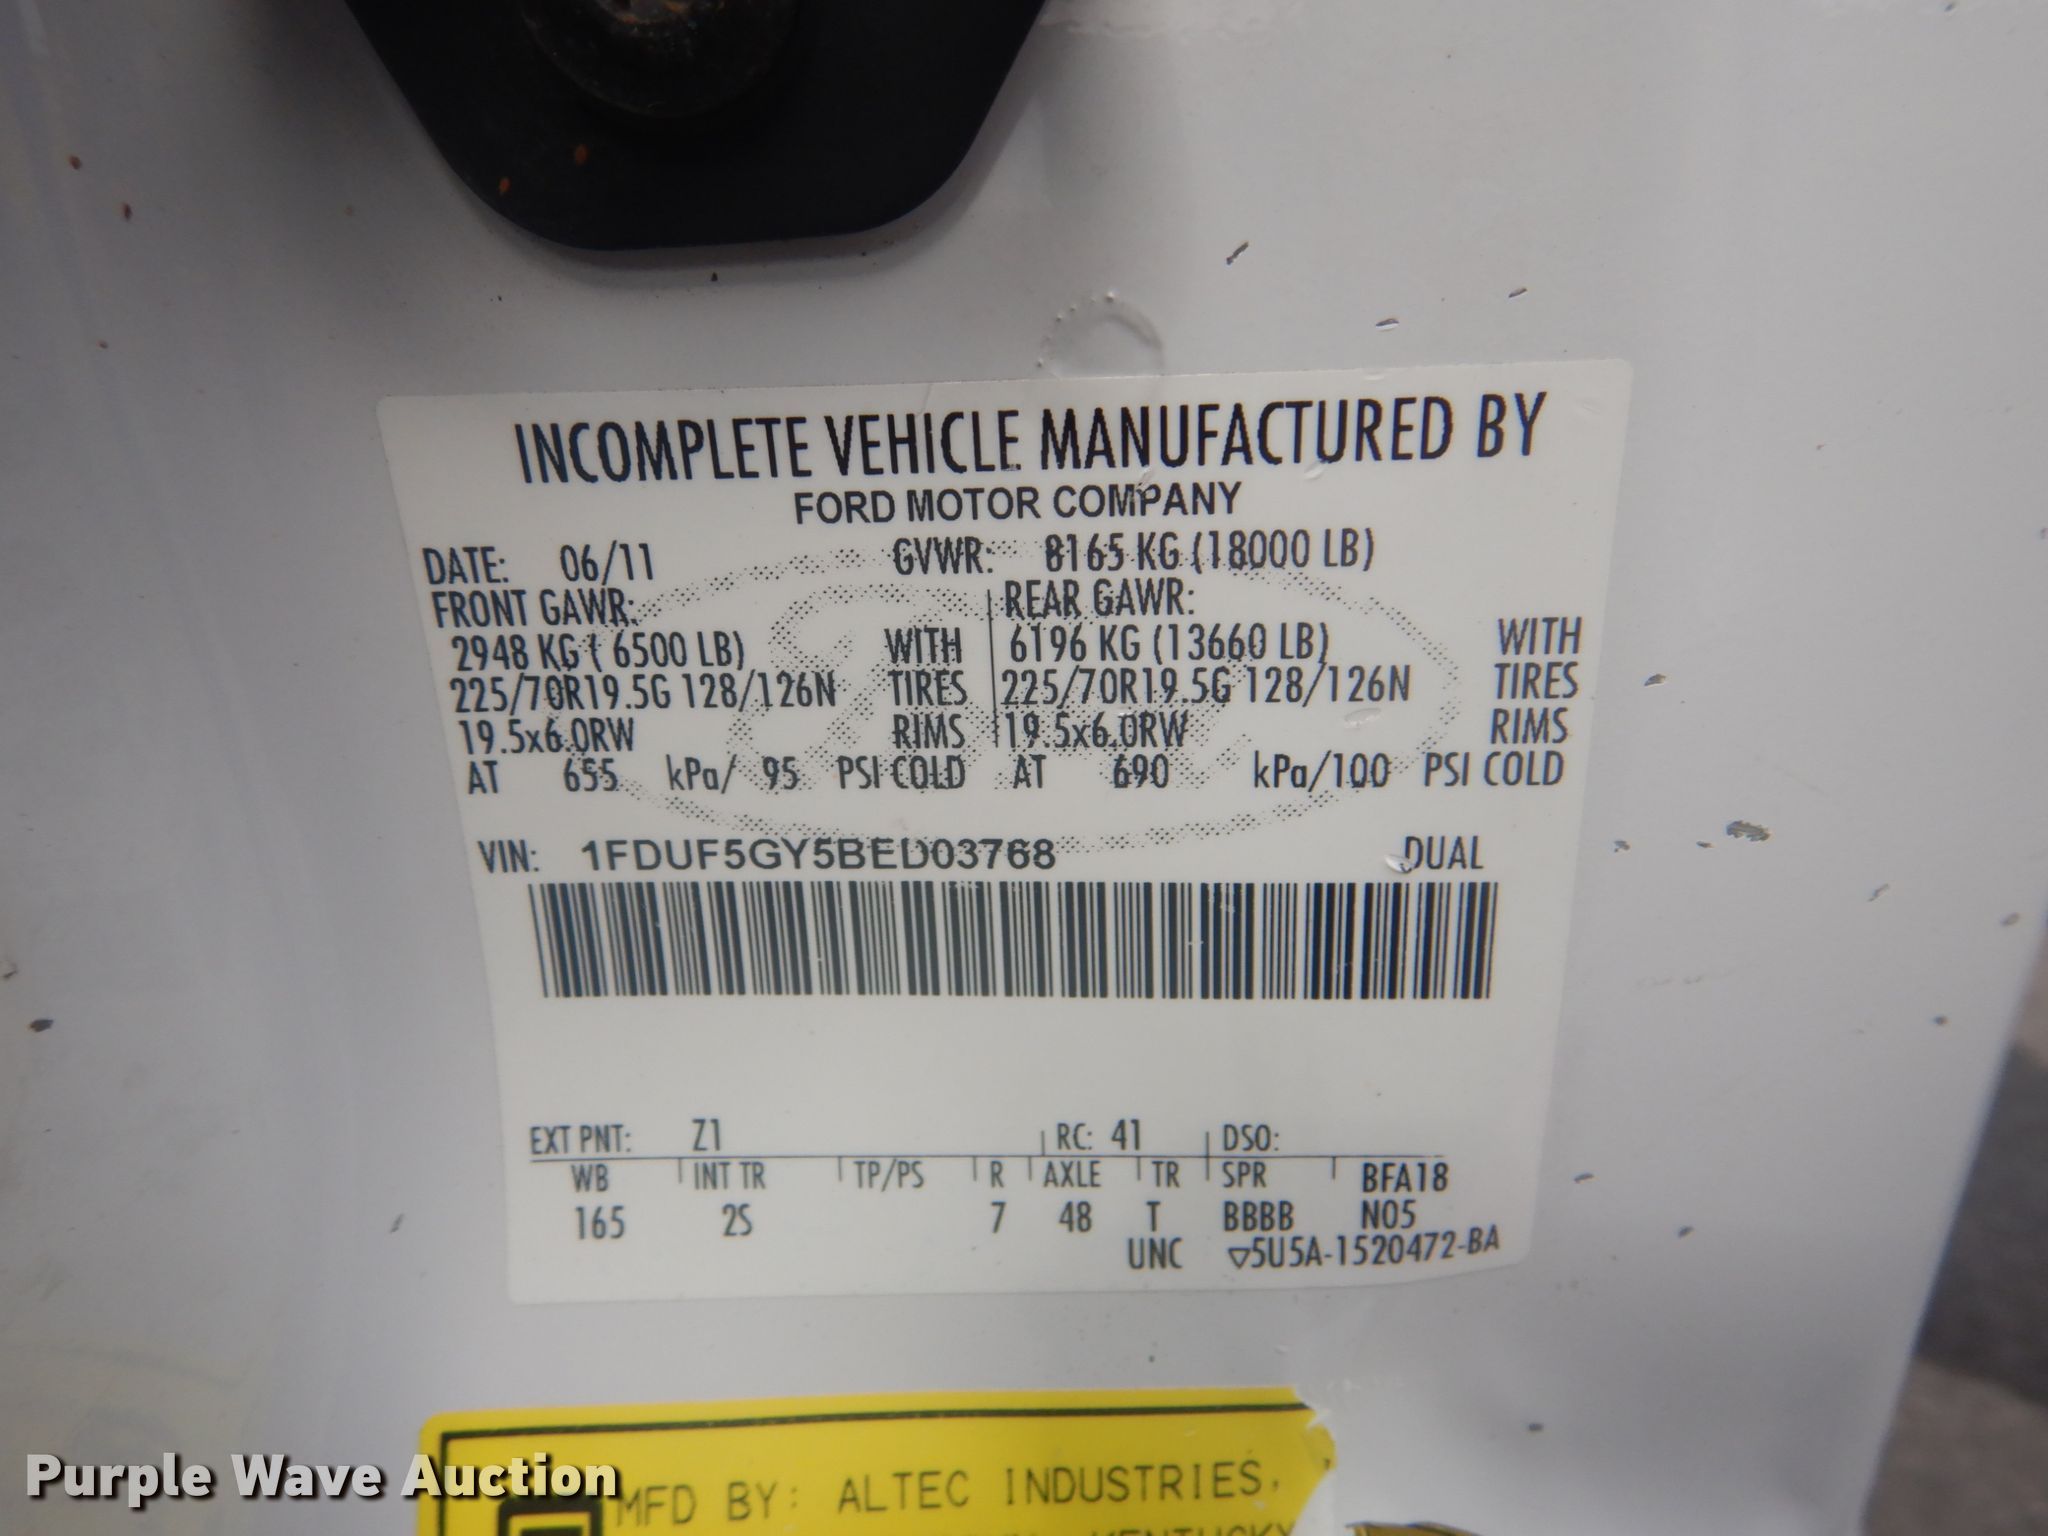 INCOMPLETE VEHICLE MANUFACTURED BY
FORD MOTOR COMPANY
DATE: 06/11 GVWR: 8165 KG (18000 LB)
FRONT GAWR: REAR GAWR:
2948 KG ( 6500 LB) WITH 6196 KG (13660 LB) WITH
225/70R19.5G 128/126N TIRES 225/70R19.5G 128/126N TIRES
19.5x6.0RW RIMS 19.5x6.0RW RIMS
AT 655 kPa/ 95 PSI COLD AT 690 kPa/100 PSI COLD
VIN: 1FDUF5GY5BED03768 DUAL
EXT PNT: Z1 RC: 41 DSO:
WB INT TR TP/PS R AXLE TR SPR BFA18
165 2S 7 48 T BBBB N05
UNC ▽5U5A-1520472-BA
MFD BY: ALTEC INDUSTRIES,
KENTUCKY
Purple Wave Auction